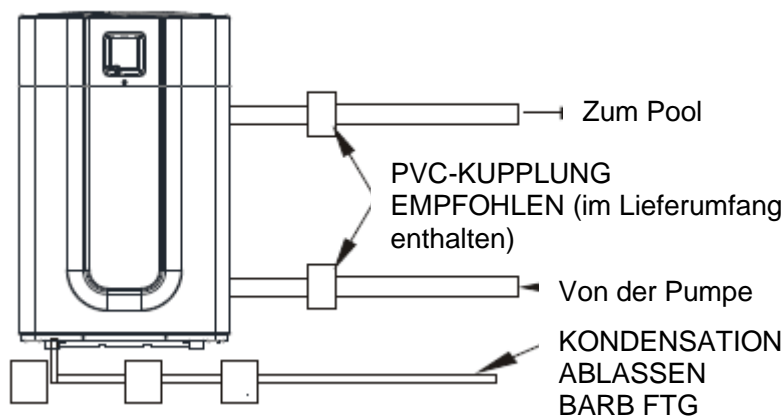 Zum Pool
PVC-KUPPLUNG
EMPFOHLEN (im Lieferumfang
enthalten)
Von der Pumpe
KONDENSATION
ABLASSEN
BARB FTG